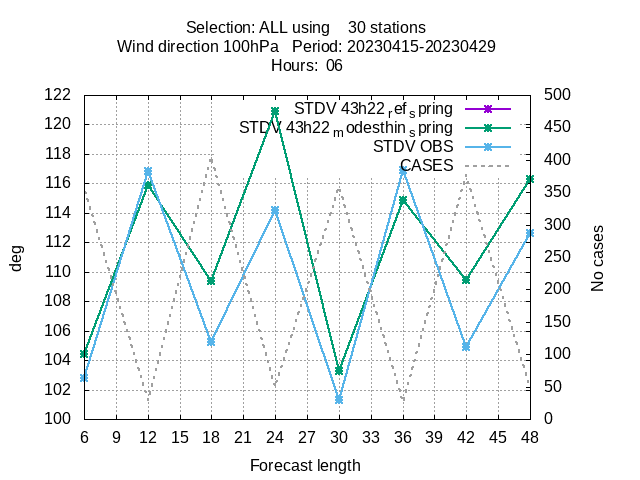 Selection: ALL using 30 stations
Wind direction 100hPa Period: 20230415-20230429
Hours: 06
STDV 43h22 ref spring
STDV 43h22 modesthin spring
STDV OBS
CASES
122
120
118
116
114
112
110
108
106
104
102
100
deg
500
450
400
350
300
250
200
150
100
50
0
No cases
6 9 12 15 18 21 24 27 30 33 36 39 42 45 48
Forecast length